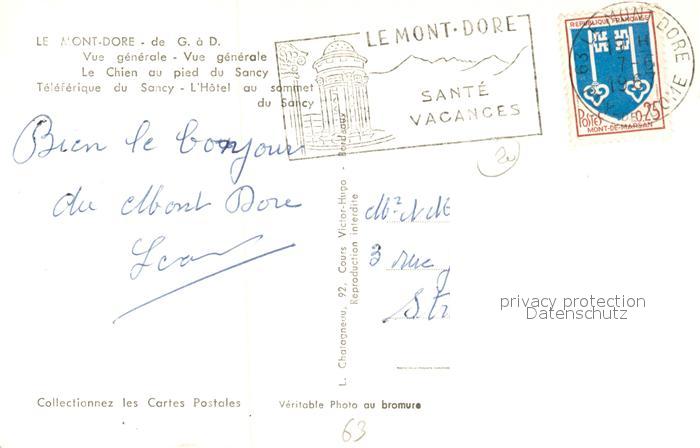 LE MONT-DORE - de G. à D.
Vue générale - Vue générale
Le Chien au pied du Sancy
Téléférique du Sancy - L'Hôtel au sommet
du Sancy
LE MONT-DORE
SANTÉ
VACANCES
REPUBLIQUE FRANÇAISE
Postes 0,25
MONT-DE-MARSAN
63 MONT-DORE
Bien le bonjour
du Mont Dore
3 rue
L. Chatagneau, 92, Cours Victor-Hugo - Bordeaux
Reproduction interdite
privacy protection
Datenschutz
Collectionnez les Cartes Postales
Véritable Photo au bromure
63